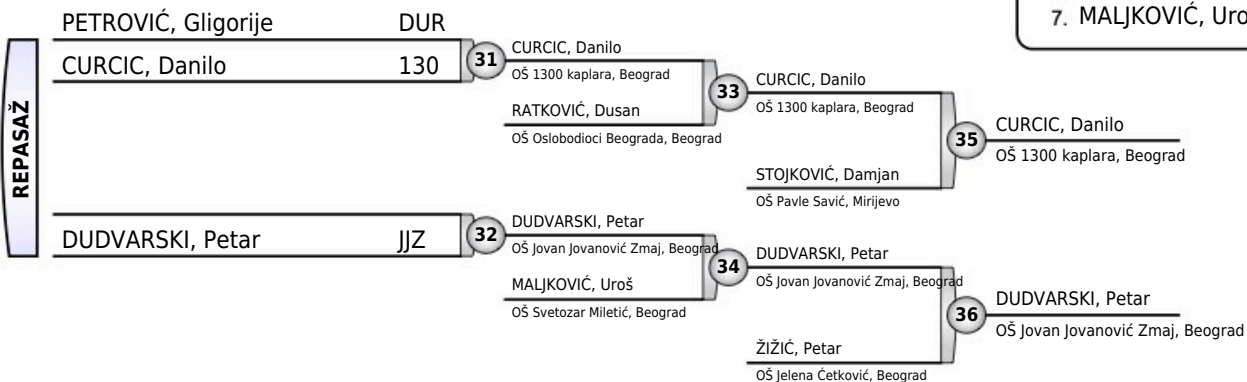 7. MALJKOVIĆ, Uro
REPASAŽ
PETROVIĆ, Gligorije DUR
CURCIC, Danilo 130
31
CURCIC, Danilo
OŠ 1300 kaplara, Beograd
RATKOVIĆ, Dusan
OŠ Oslobodioci Beograda, Beograd
33
CURCIC, Danilo
OŠ 1300 kaplara, Beograd
STOJKOVIĆ, Damjan
OŠ Pavle Savić, Mirijevo
35
CURCIC, Danilo
OŠ 1300 kaplara, Beograd
DUDVARSKI, Petar JJZ
32
DUDVARSKI, Petar
OŠ Jovan Jovanović Zmaj, Beograd
MALJKOVIĆ, Uroš
OŠ Svetozar Miletić, Beograd
34
DUDVARSKI, Petar
OŠ Jovan Jovanović Zmaj, Beograd
ŽIŽIĆ, Petar
OŠ Jelena Ćetković, Beograd
36
DUDVARSKI, Petar
OŠ Jovan Jovanović Zmaj, Beograd